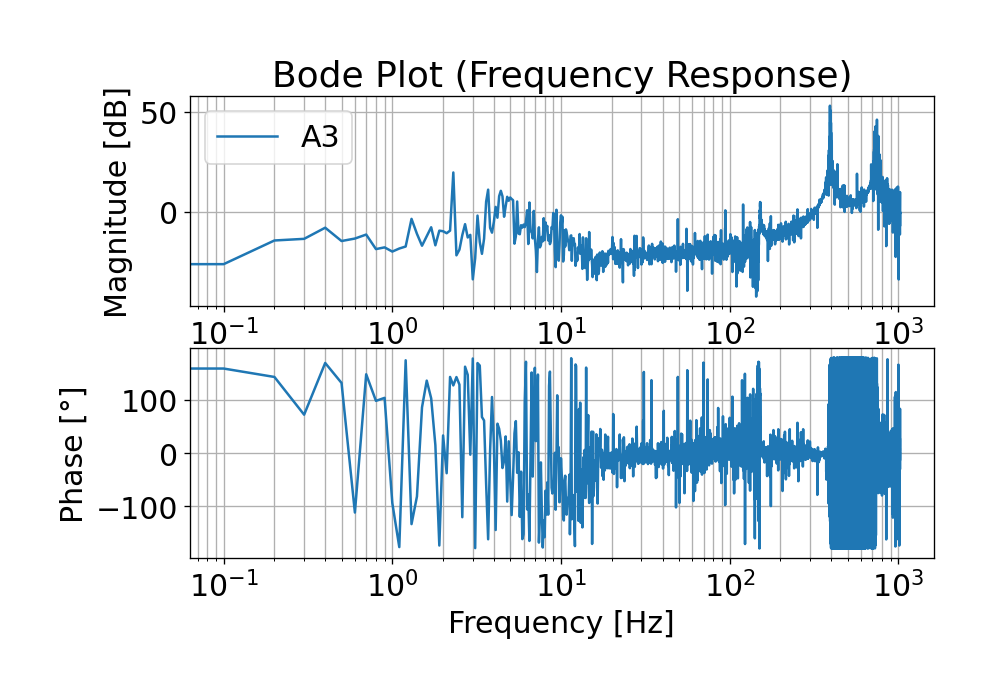 Bode Plot (Frequency Response)
Magnitude [dB]
50
0
A3
10⁻¹ 10⁰ 10¹ 10² 10³
Phase [°]
100
0
−100
10⁻¹ 10⁰ 10¹ 10² 10³
Frequency [Hz]